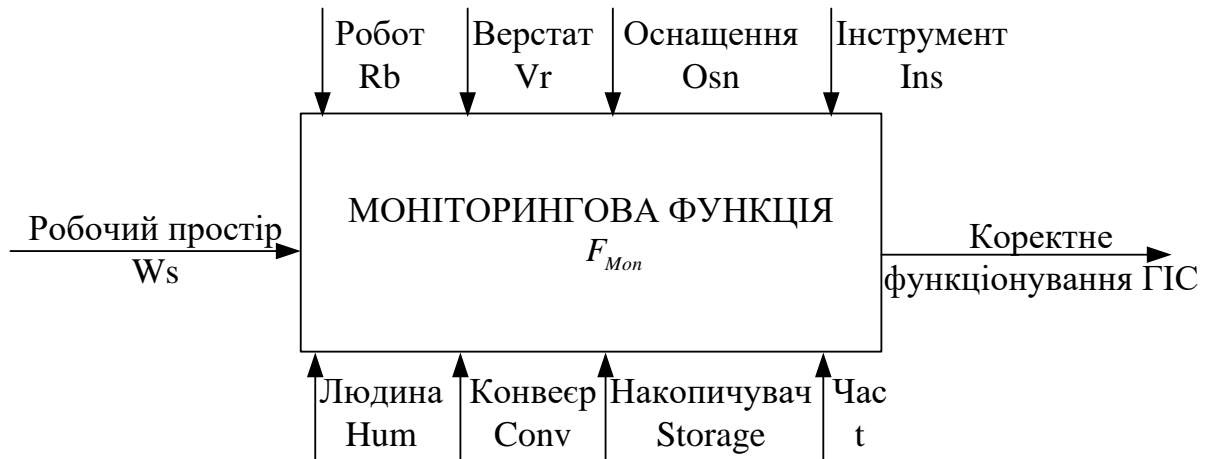 Робот Верстат Оснащення Інструмент
Rb Vr Osn Ins
МОНІТОРИНГОВА ФУНКЦІЯ
F_Mon
Робочий простір
Ws
Коректне
функціонування ГІС
Людина Конвеєр Накопичувач Час
Hum Conv Storage t